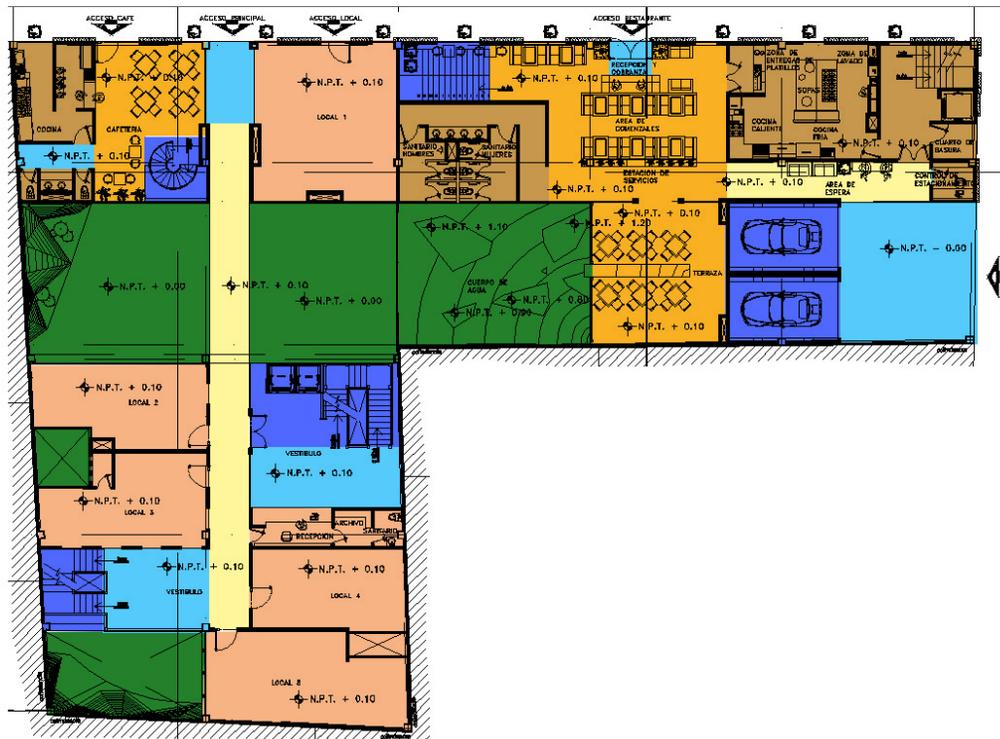 ACCESO CAFE
ACCESO PRINCIPAL
ACCESO LOCAL
ACCESO RESTAURANTE
N.P.T. + 0.10
N.P.T. + 0.10
N.P.T. + 0.10
RECEPCION Y
COBRANZA
ZONA DE
ENTREGAS DE
PLATILLOS
ZONA DE
LAVADO
SOPAS
LOCAL 1
COCINA
CAFETERIA
AREA DE
COMENZALES
COCINA
CALIENTE
COCINA
FRIA
N.P.T. + 0.10
N.P.T. + 0.10
SANITARIO
HOMBRES
SANITARIO
MUJERES
CUARTO DE
BASURA
ESTACION DE
SERVICIOS
N.P.T. + 0.10
N.P.T. + 0.10
AREA DE
ESPERA
CONTROL DE
ESTACIONAMIENTO
N.P.T. + 1.10
N.P.T. + 1.20
N.P.T. + 0.10
N.P.T. - 0.60
TERRAZA
N.P.T. + 0.00
N.P.T. + 0.10
N.P.T. + 0.00
CUERPO DE
AGUA
N.P.T. + 0.10
N.P.T. + 0.10
LOCAL 2
VESTIBULO
N.P.T. + 0.10
N.P.T. + 0.10
LOCAL 3
RECEPCION
ARCHIVO
SANITARIO
N.P.T. + 0.10
VESTIBULO
N.P.T. + 0.10
LOCAL 4
N.P.T. + 0.10